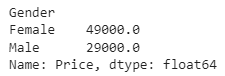 Gender
Female    49000.0
Male      29000.0
Name: Price, dtype: float64